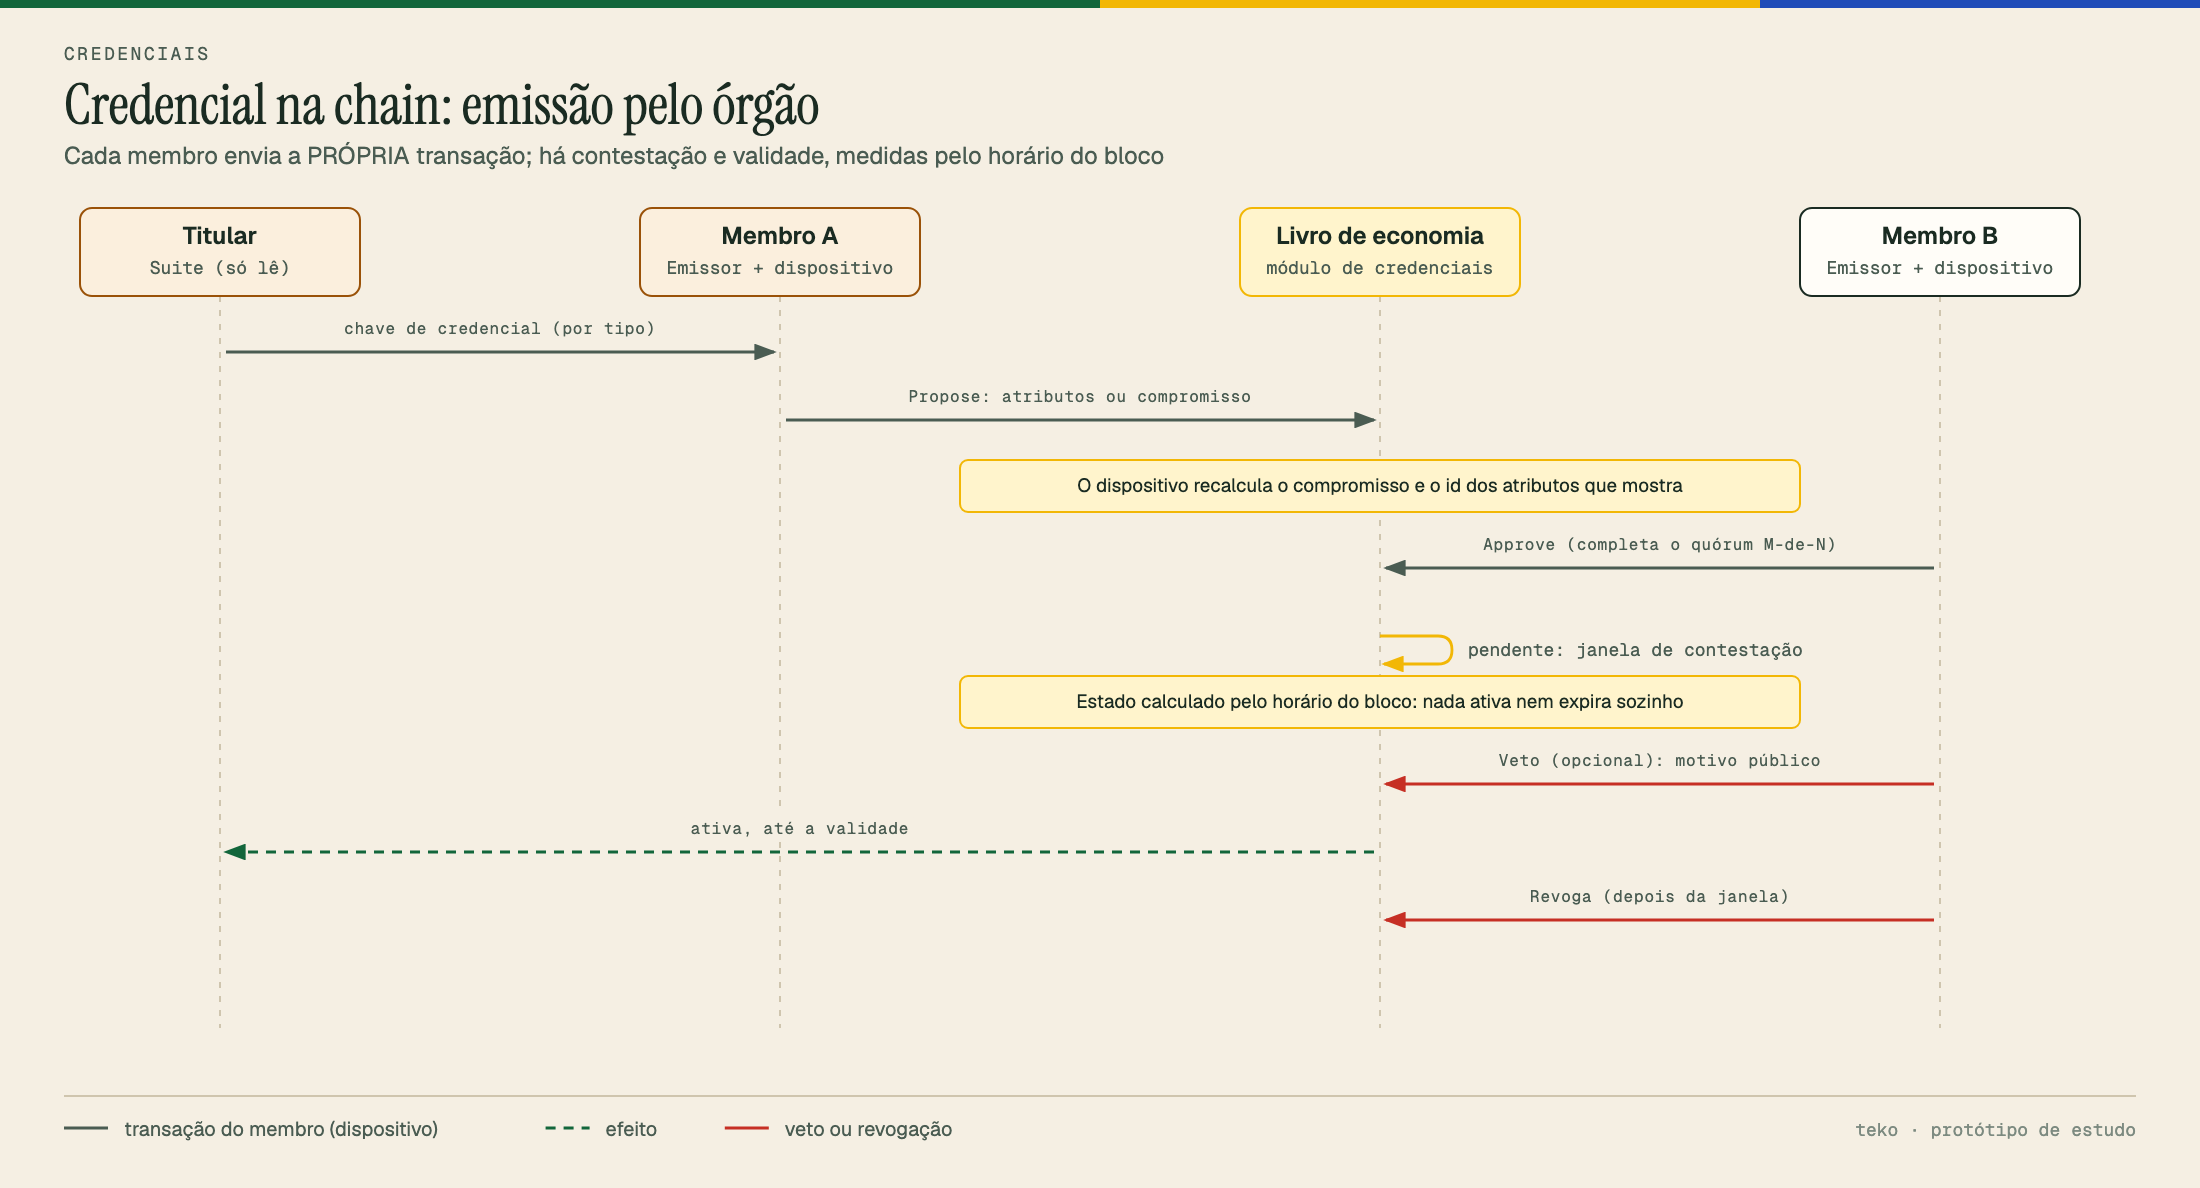 CREDENCIAIS
Credencial na chain: emissão pelo órgão
Cada membro envia a PRÓPRIA transação; há contestação e validade, medidas pelo horário do bloco
Titular
Suite (só lê)
Membro A
Emissor + dispositivo
Livro de economia
módulo de credenciais
Membro B
Emissor + dispositivo
chave de credencial (por tipo)
Propose: atributos ou compromisso
O dispositivo recalcula o compromisso e o id dos atributos que mostra
Approve (completa o quórum M-de-N)
pendente: janela de contestação
Estado calculado pelo horário do bloco: nada ativa nem expira sozinho
Veto (opcional): motivo público
ativa, até a validade
Revoga (depois da janela)
transação do membro (dispositivo)
efeito
veto ou revogação
teko · protótipo de estudo